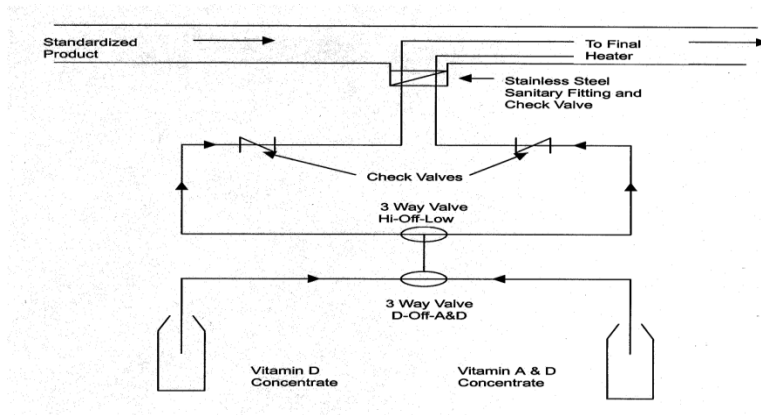 Standardized
Product
To Final
Heater
Stainless Steel
Sanitary Fitting and
Check Valve
Check Valves
3 Way Valve
Hi-Off-Low
3 Way Valve
D-Off-A&D
Vitamin D
Concentrate
Vitamin A & D
Concentrate